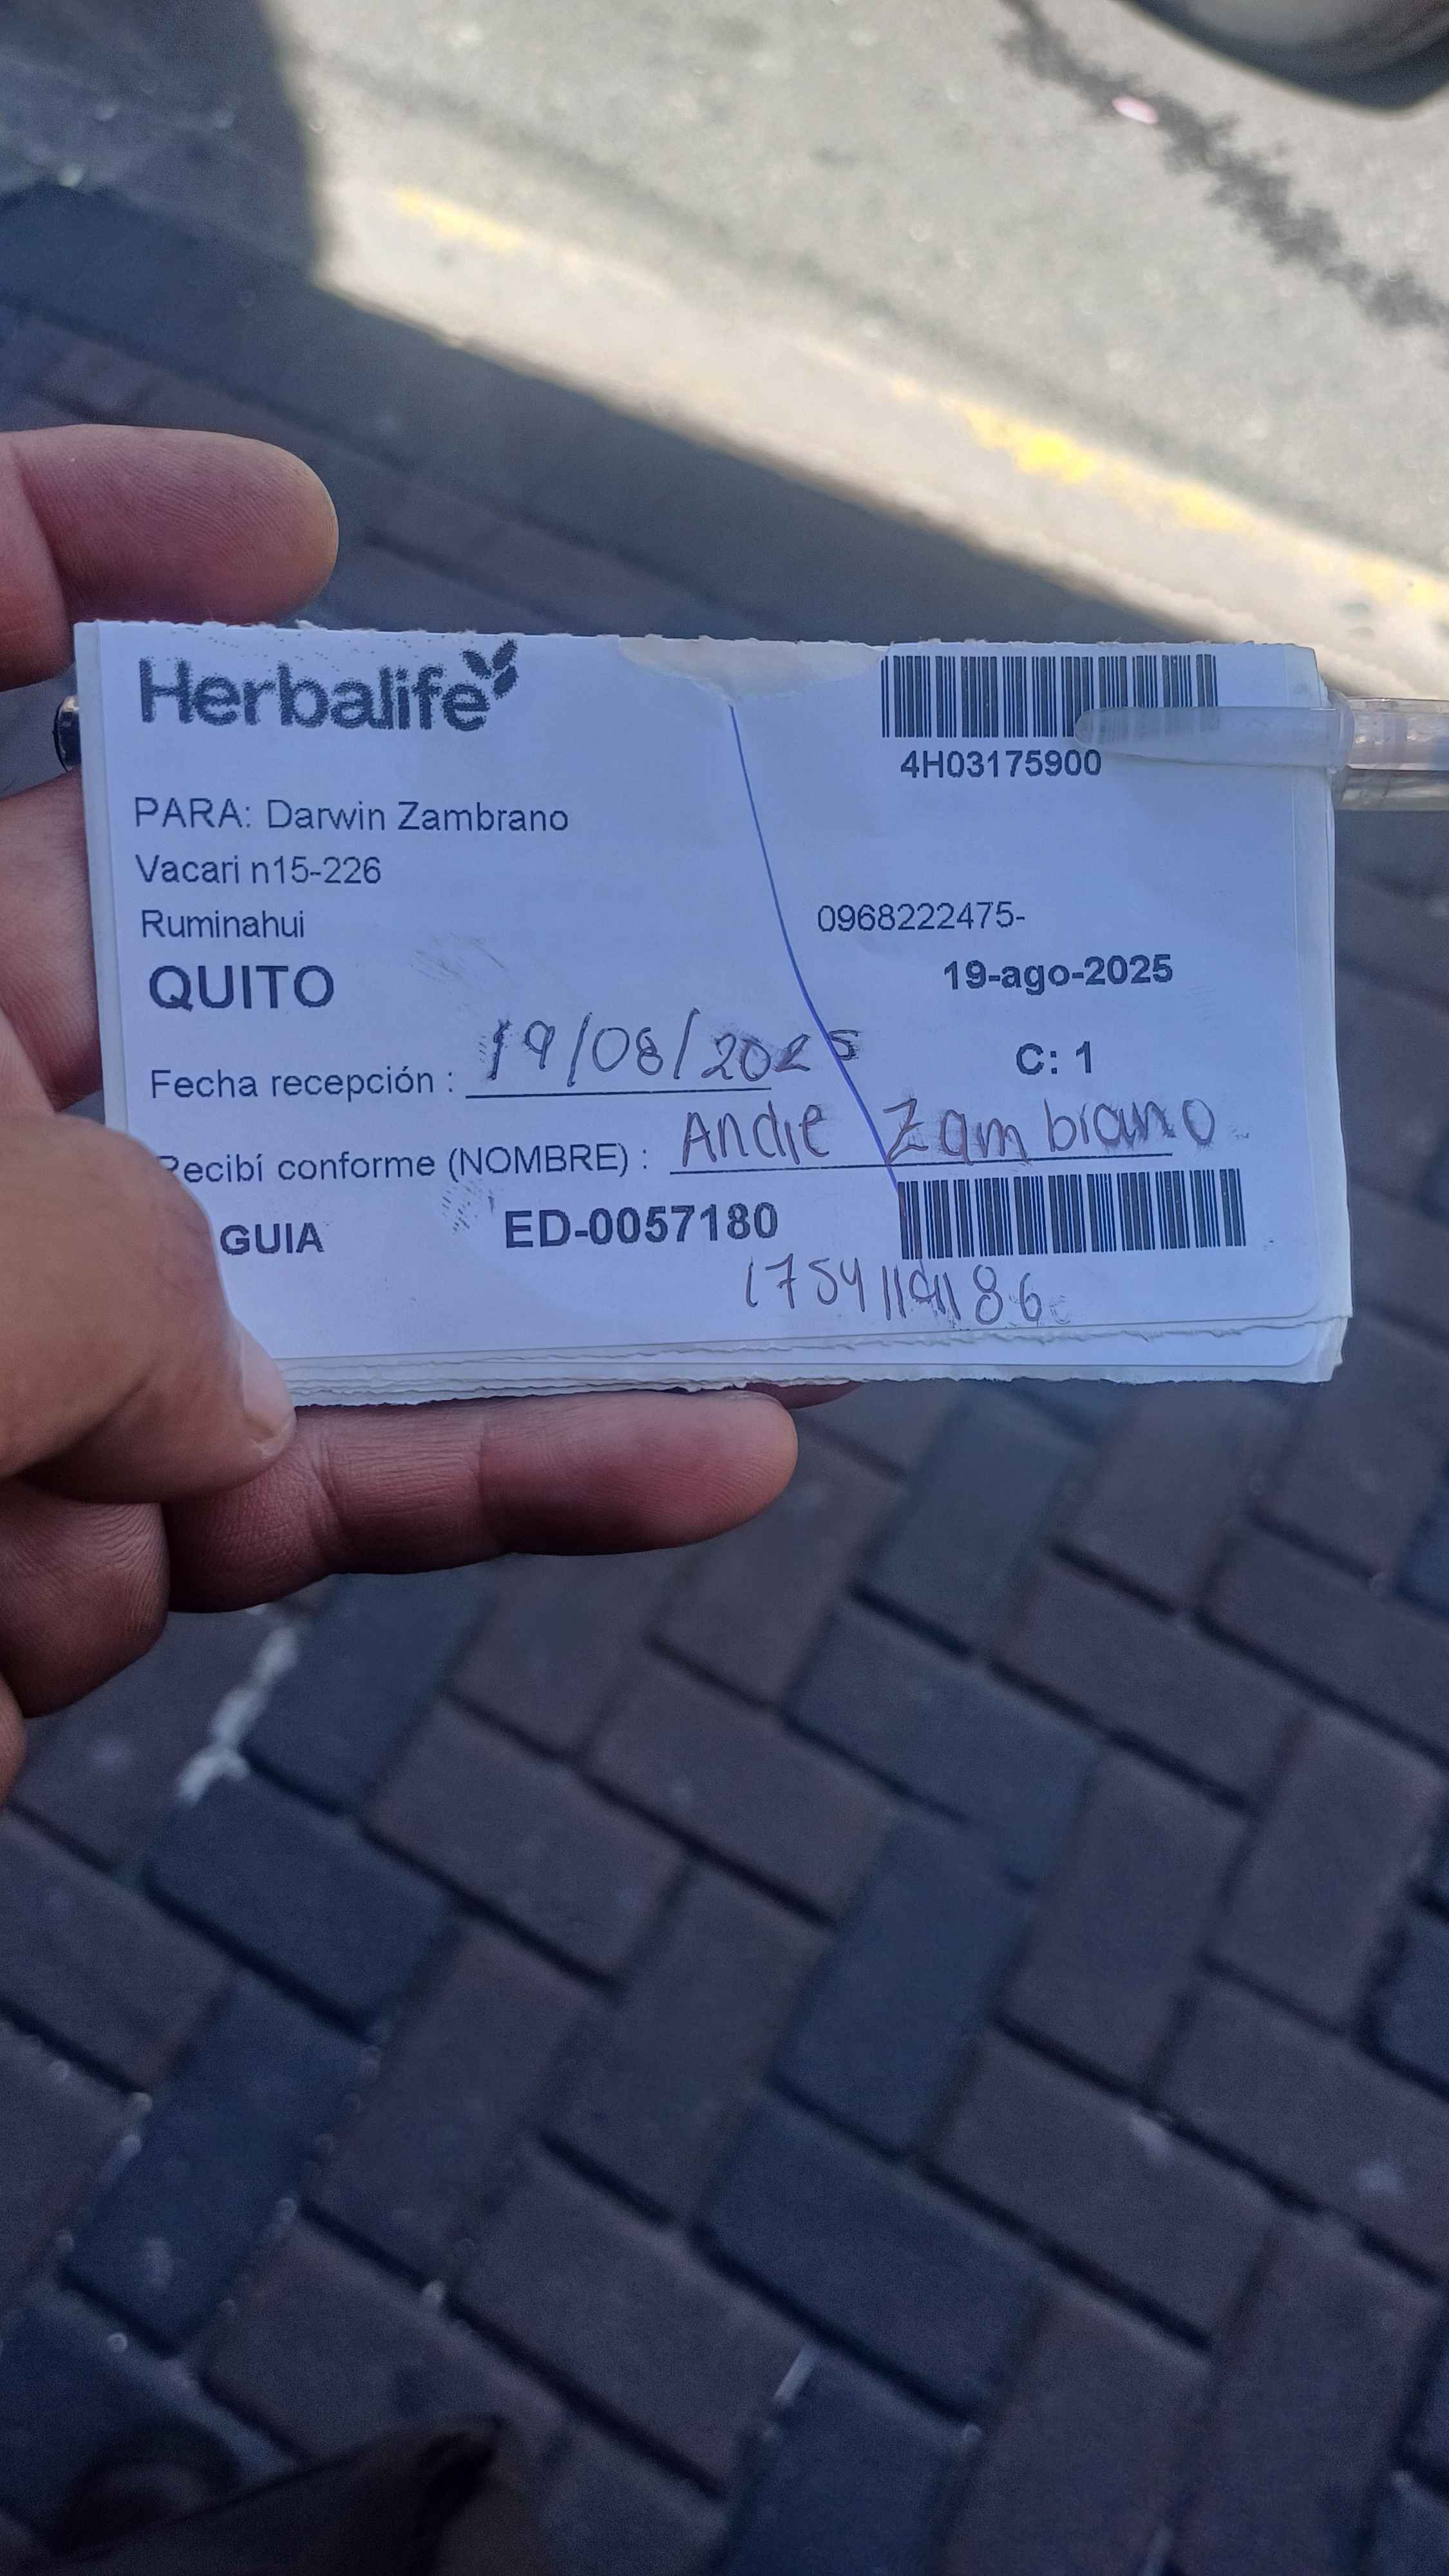 Herbalife
4H03175900
PARA: Darwin Zambrano
Vacari n15-226
Ruminahui
0968222475-
QUITO
19-ago-2025
C: 1
Fecha recepción : 19/08/2025
Recibí conforme (NOMBRE) : Andie Zambrano
GUIA ED-0057180